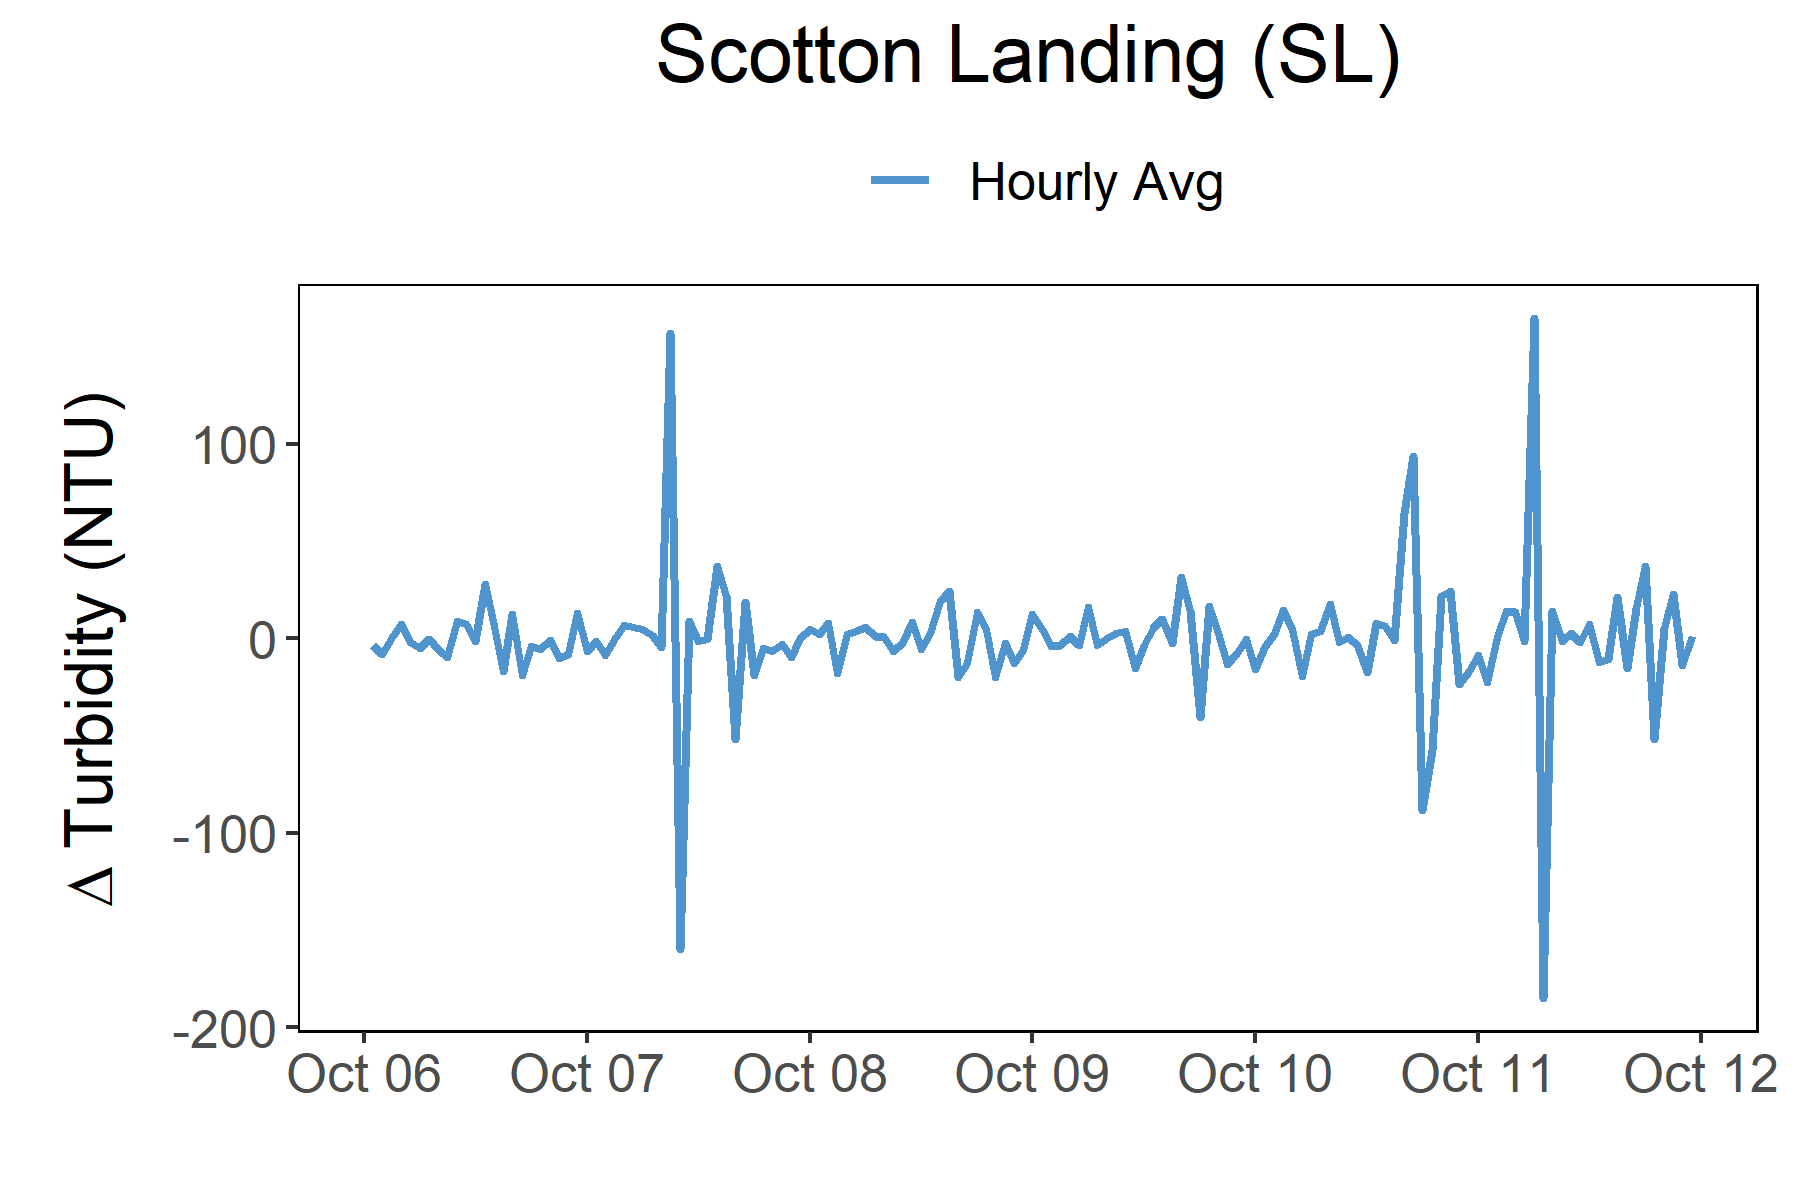 Scotton Landing (SL)
Hourly Avg
Δ Turbidity (NTU)
100
0
-100
-200
Oct 06 Oct 07 Oct 08 Oct 09 Oct 10 Oct 11 Oct 12